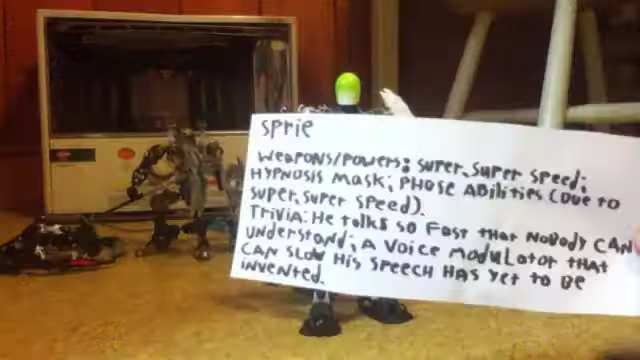 sprie
Weapons/Powers: super, super speed;
Hypnosis Mask; Phase Abilities (Due to
super, super speed).
Trivia: He talks so fast that nobody can
understand; A voice modulator that
can slow his speech has yet to be
invented.